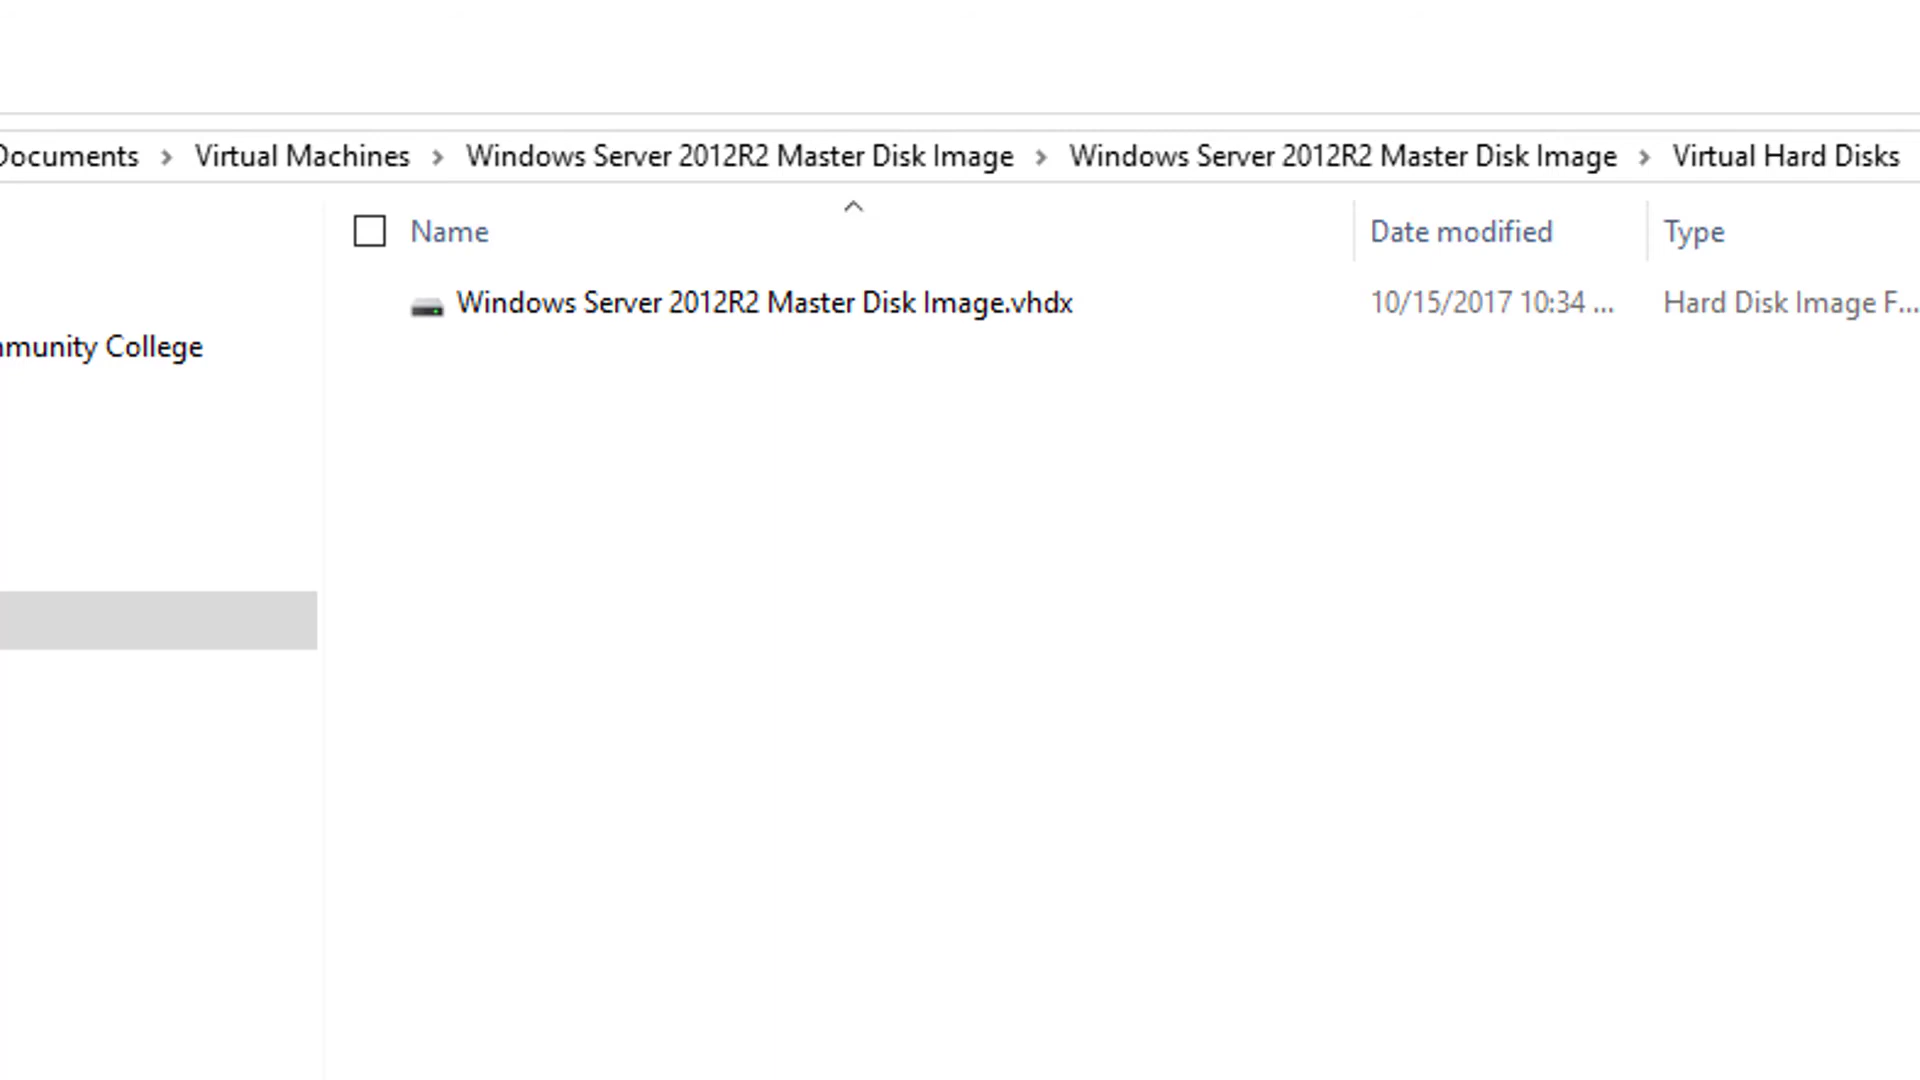 Documents > Virtual Machines > Windows Server 2012R2 Master Disk Image > Windows Server 2012R2 Master Disk Image > Virtual Hard Disks
Name Date modified Type
Windows Server 2012R2 Master Disk Image.vhdx 10/15/2017 10:34 ... Hard Disk Image F...
College